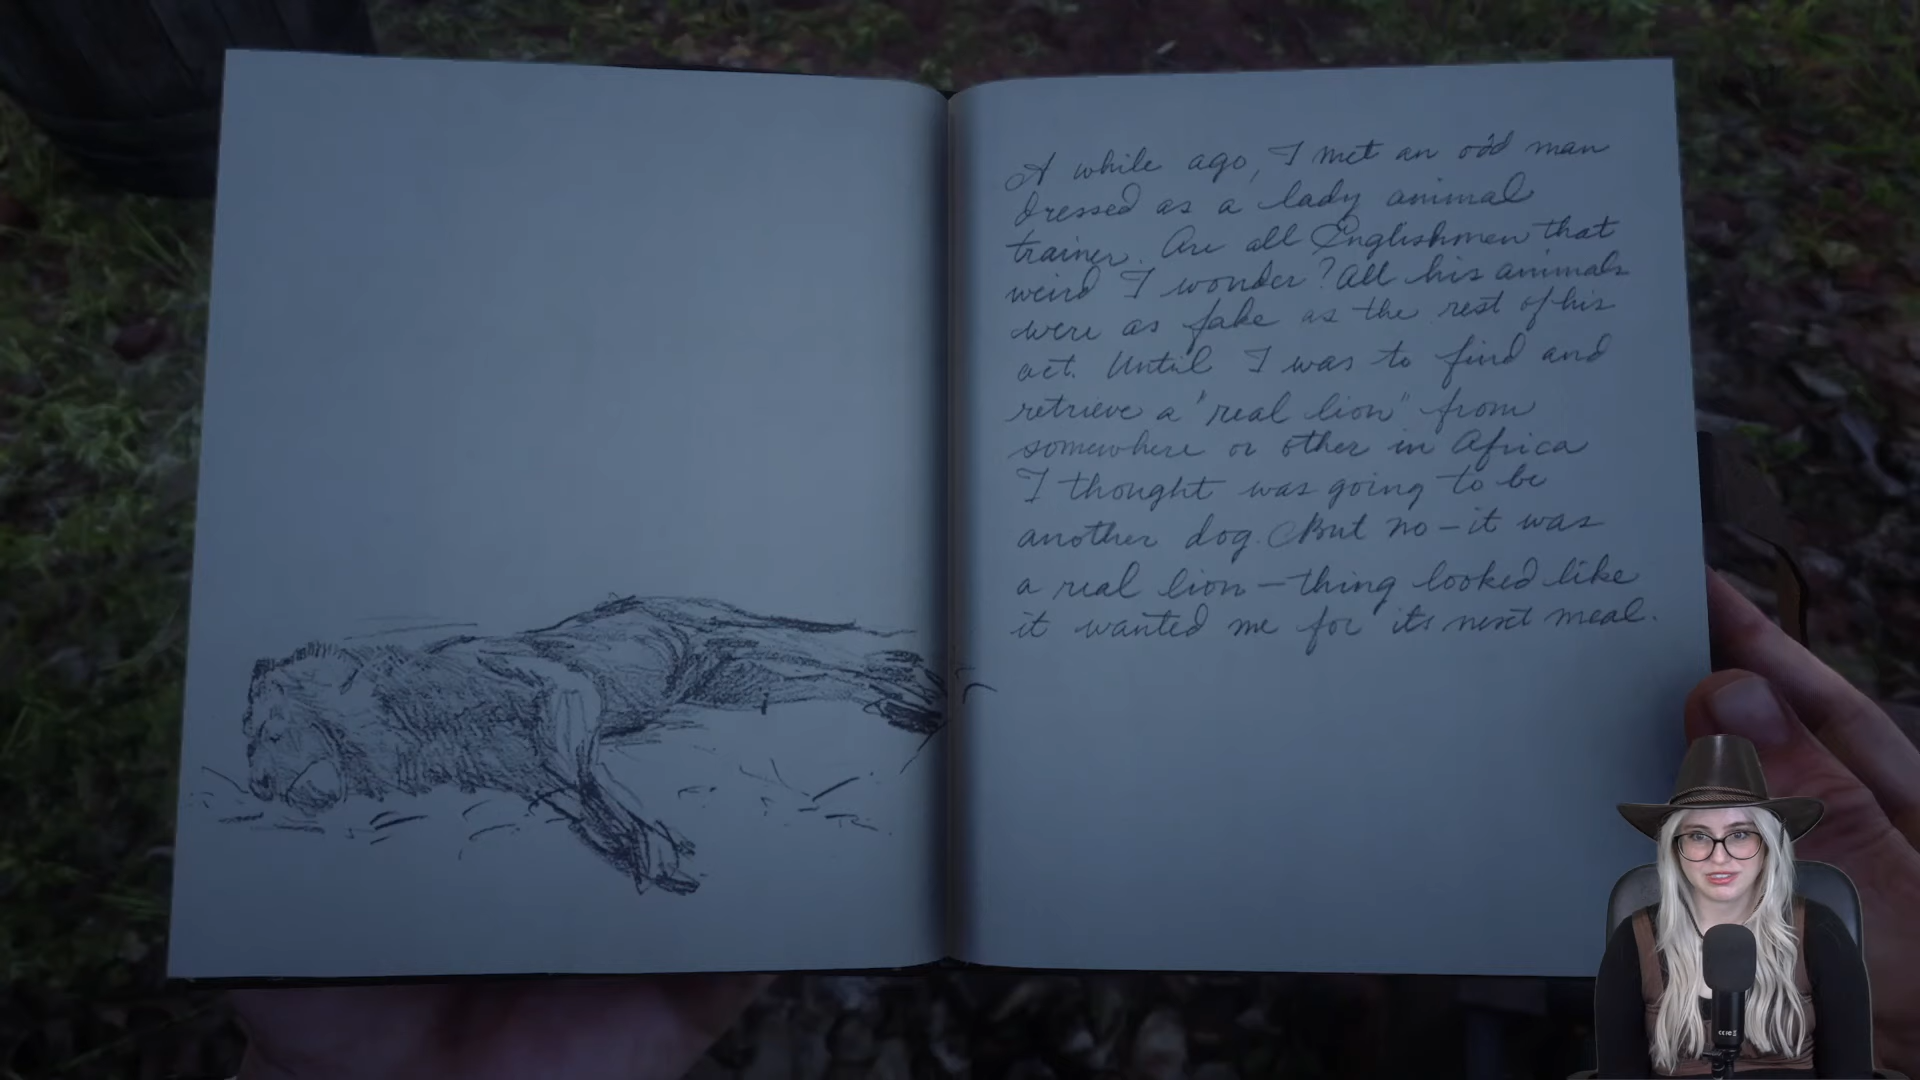 A while ago, I met an odd man
dressed as a lady animal
trainer. Are all Englishmen that
weird I wonder? All his animals
were as fake as the rest of his
act. Until I was to find and
retrieve a "real lion" from
somewhere or other in Africa
I thought was going to be
another dog. But no – it was
a real lion – thing looked like
it wanted me for its next meal.